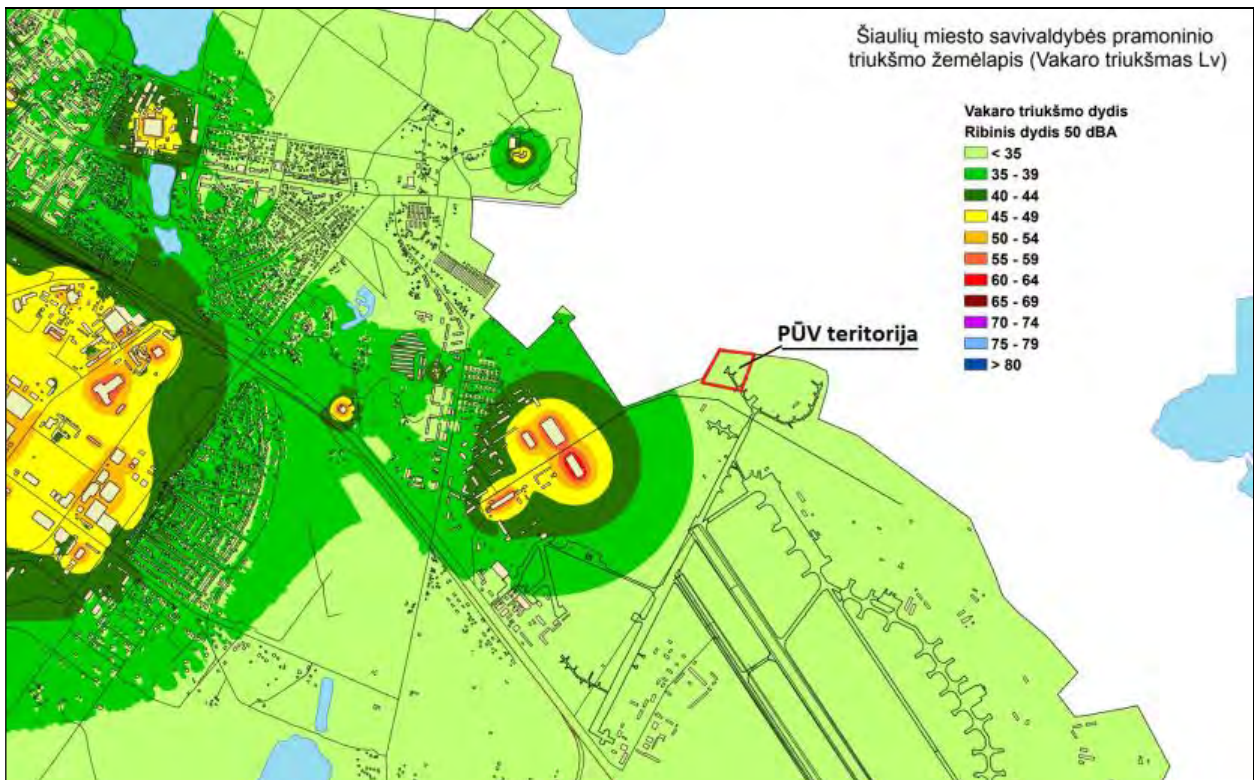 Šiaulių miesto savivaldybės pramoninio
triukšmo žemėlapis (Vakaro triukšmas Lv)
Vakaro triukšmo dydis
Ribinis dydis 50 dBA
< 35
35 - 39
40 - 44
45 - 49
50 - 54
55 - 59
60 - 64
65 - 69
70 - 74
75 - 79
> 80
PŪV teritorija